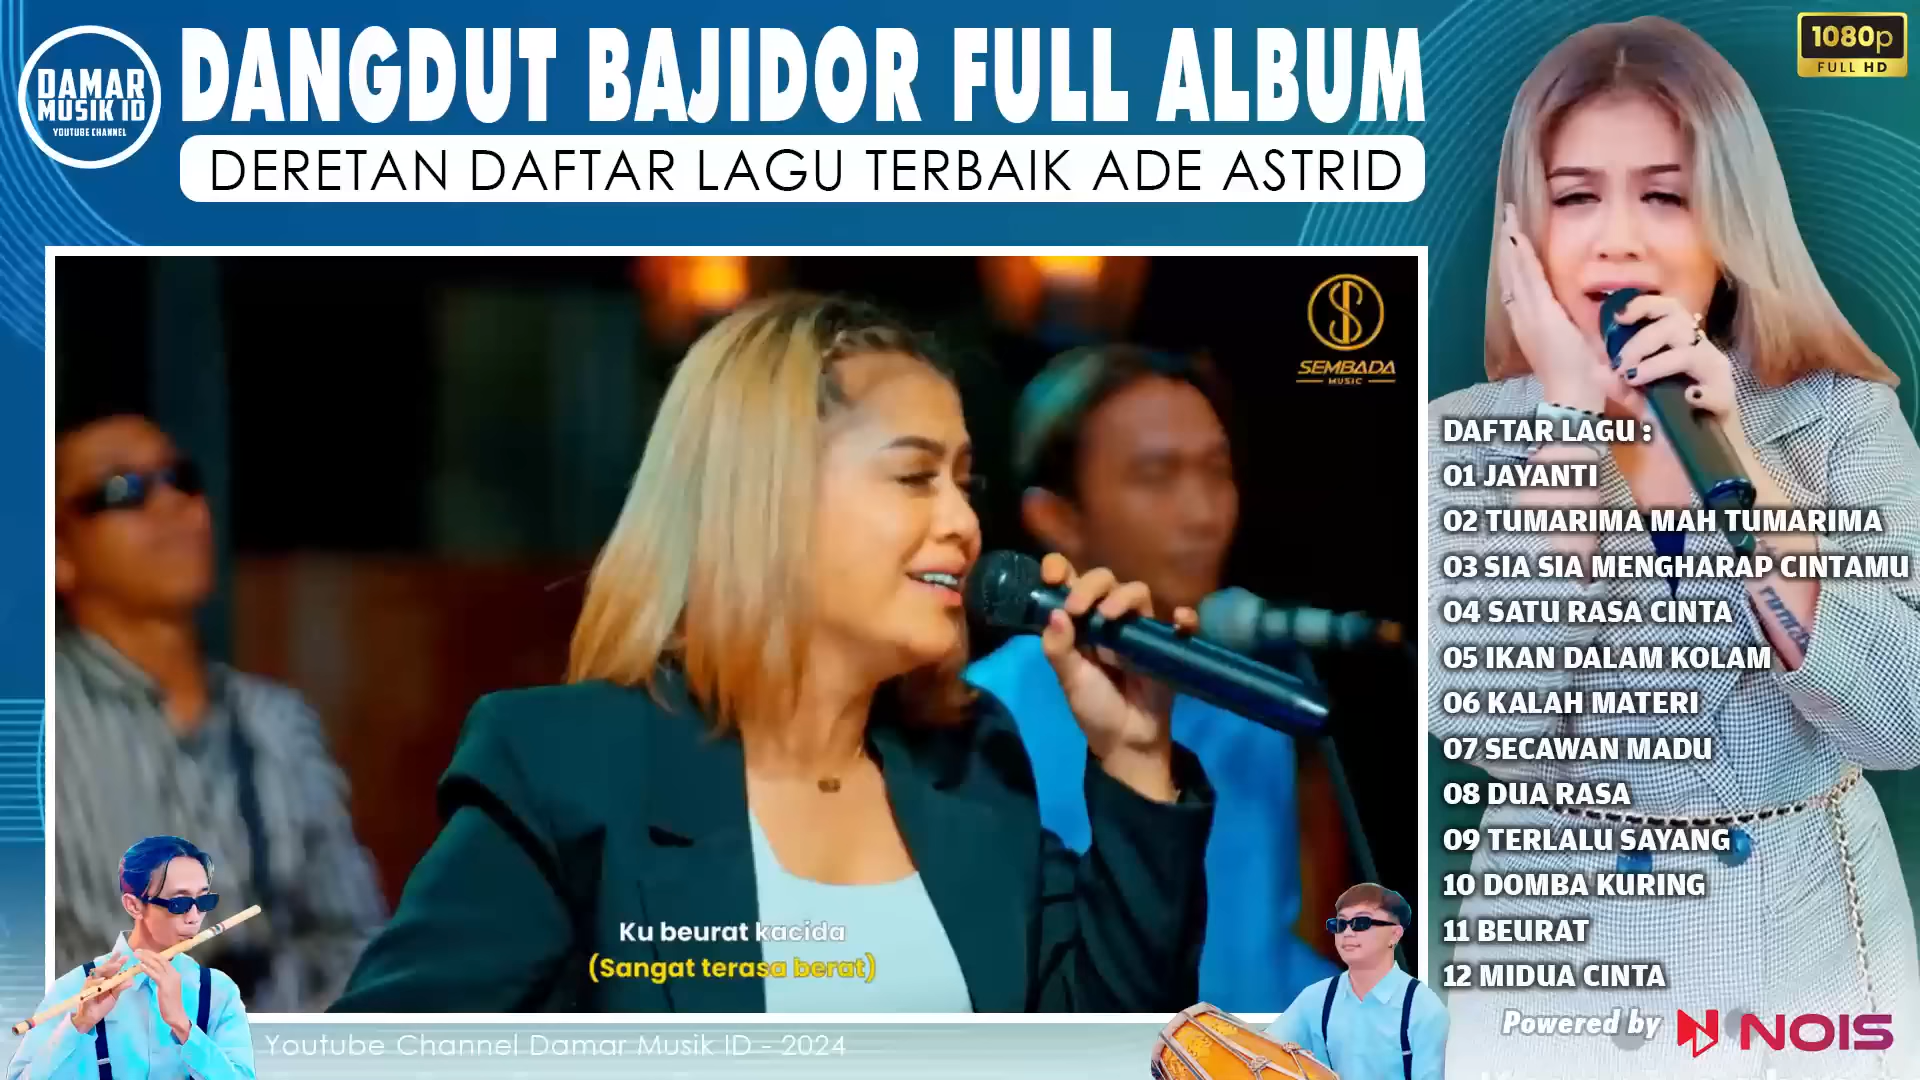 DAMAR
MUSIK ID
YOUTUBE CHANNEL
DANGDUT BAJIDOR FULL ALBUM
DERETAN DAFTAR LAGU TERBAIK ADE ASTRID
1080p
FULL HD
SEMBADA
MUSIC
DAFTAR LAGU :
01 JAYANTI
02 TUMARIMA MAH TUMARIMA
03 SIA SIA MENGHARAP CINTAMU
04 SATU RASA CINTA
05 IKAN DALAM KOLAM
06 KALAH MATERI
07 SECAWAN MADU
08 DUA RASA
09 TERLALU SAYANG
10 DOMBA KURING
11 BEURAT
12 MIDUA CINTA
Ku beurat kacida
(Sangat terasa berat)
Youtube Channel Damar Musik ID - 2024
Powered by
NOIS